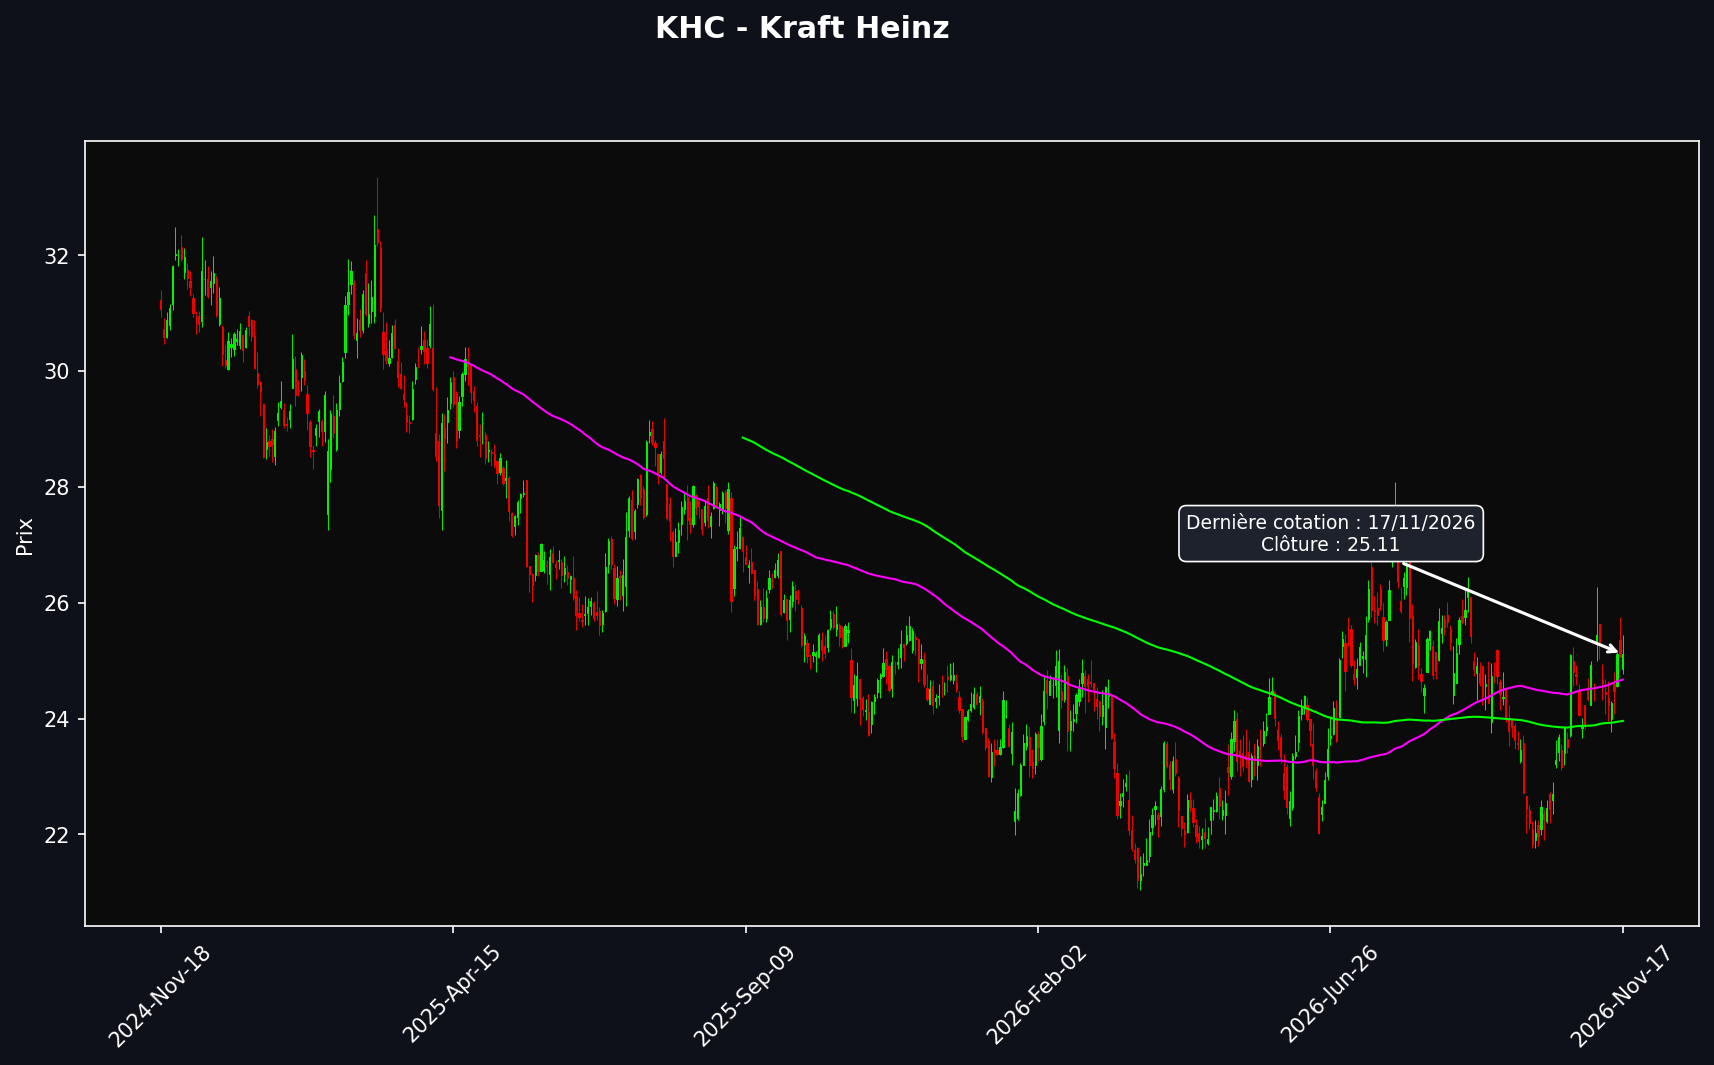 KHC - Kraft Heinz
Prix
32
30
28
26
24
22
Dernière cotation : 17/11/2026
Clôture : 25.11
2024-Nov-18
2025-Apr-15
2025-Sep-09
2026-Feb-02
2026-Jun-26
2026-Nov-17